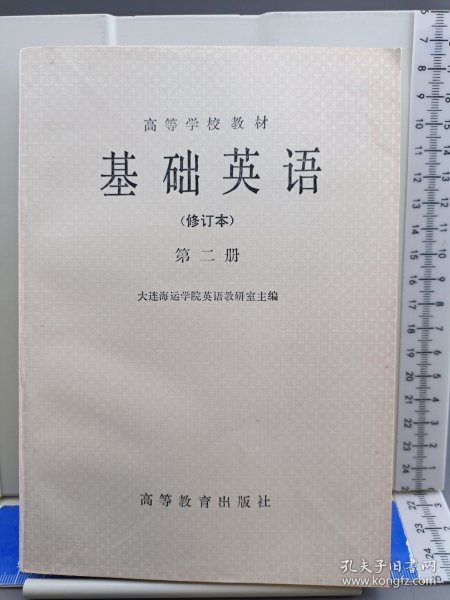 高等学校教材
基础英语
(修订本)
第二册
大连海运学院英语教研室主编
高等教育出版社
孔夫子旧书网
www.kongfz.com